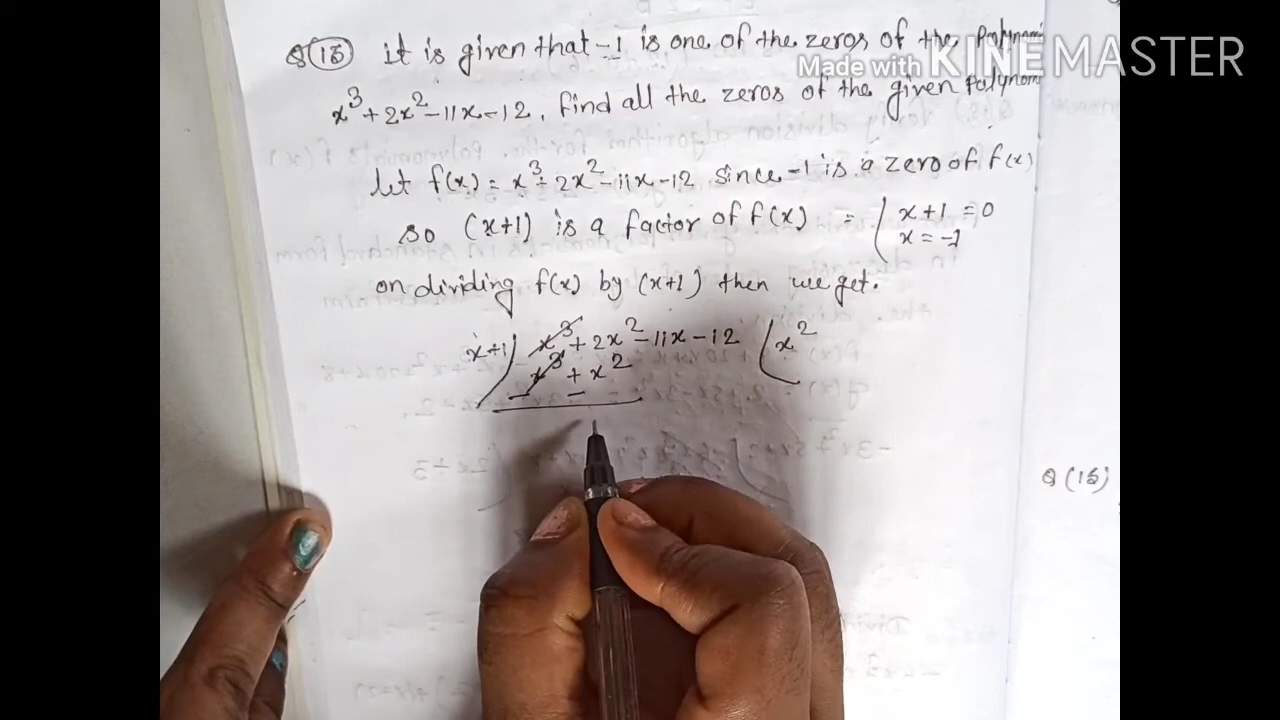 Q(15) it is given that -1 is one of the zeros of the Polynomi
Made with KINEMASTER
x³+2x²-11x-12, find all the zeros of the given Polynom
let f(x) = x³+2x²-11x-12 since -1 is a zero of f(x)
so (x+1) is a factor of f(x) = ( x+1 = 0
x = -1
on dividing f(x) by (x+1) then we get.
x+1) x³+2x²-11x-12 (x²
x³+x²
- -
Q(15)